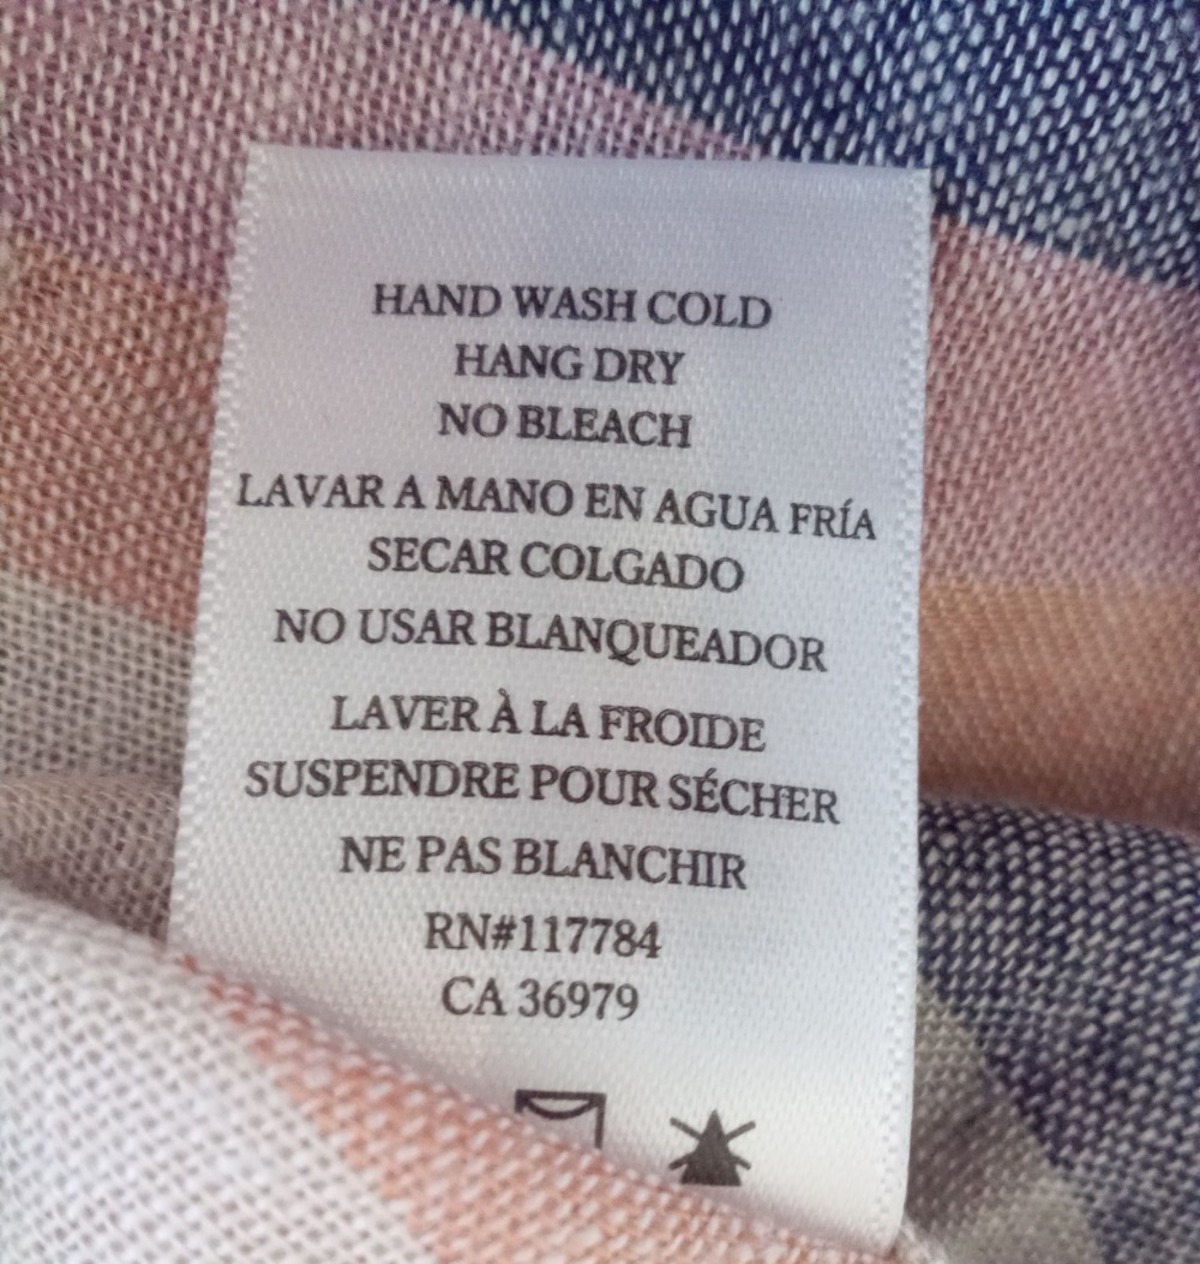 HAND WASH COLD
HANG DRY
NO BLEACH
LAVAR A MANO EN AGUA FRÍA
SECAR COLGADO
NO USAR BLANQUEADOR
LAVER À LA FROIDE
SUSPENDRE POUR SÉCHER
NE PAS BLANCHIR
RN#117784
CA 36979